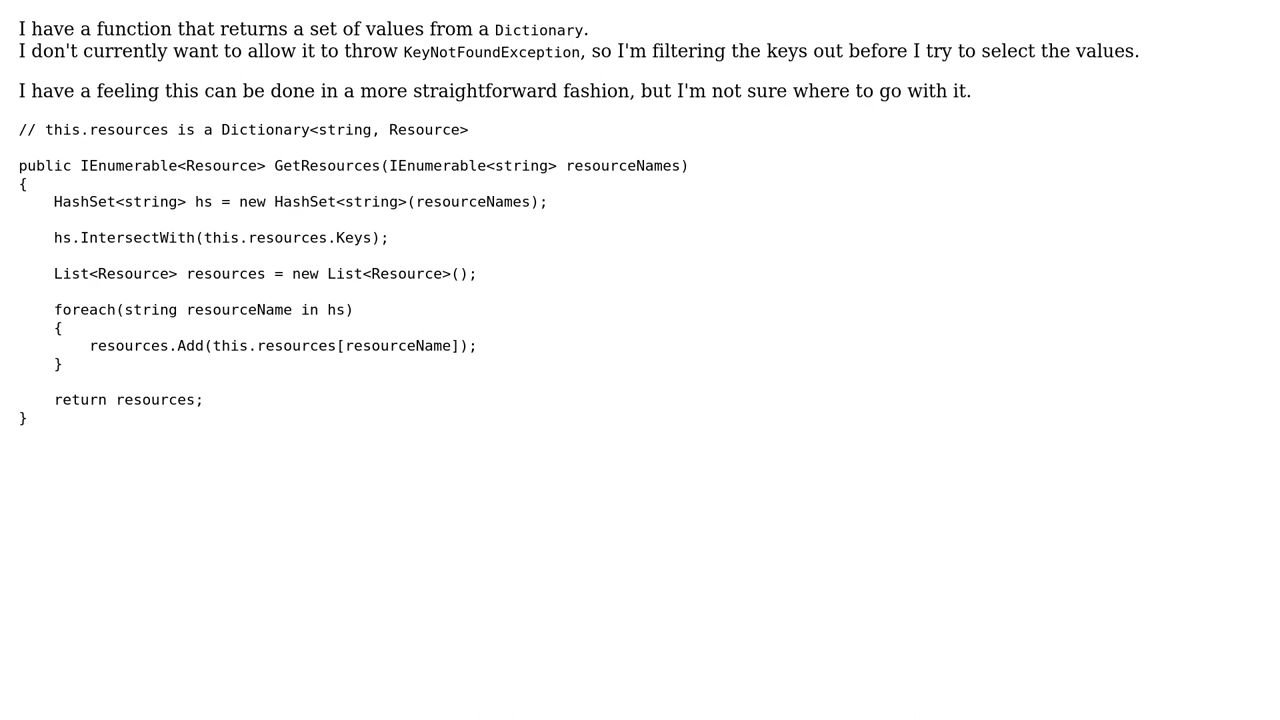 I have a function that returns a set of values from a Dictionary.
I don't currently want to allow it to throw KeyNotFoundException, so I'm filtering the keys out before I try to select the values.
I have a feeling this can be done in a more straightforward fashion, but I'm not sure where to go with it.
// this.resources is a Dictionary<string, Resource>
public IEnumerable<Resource> GetResources(IEnumerable<string> resourceNames)
{
    HashSet<string> hs = new HashSet<string>(resourceNames);
    hs.IntersectWith(this.resources.Keys);
    List<Resource> resources = new List<Resource>();
    foreach(string resourceName in hs)
    {
        resources.Add(this.resources[resourceName]);
    }
    return resources;
}